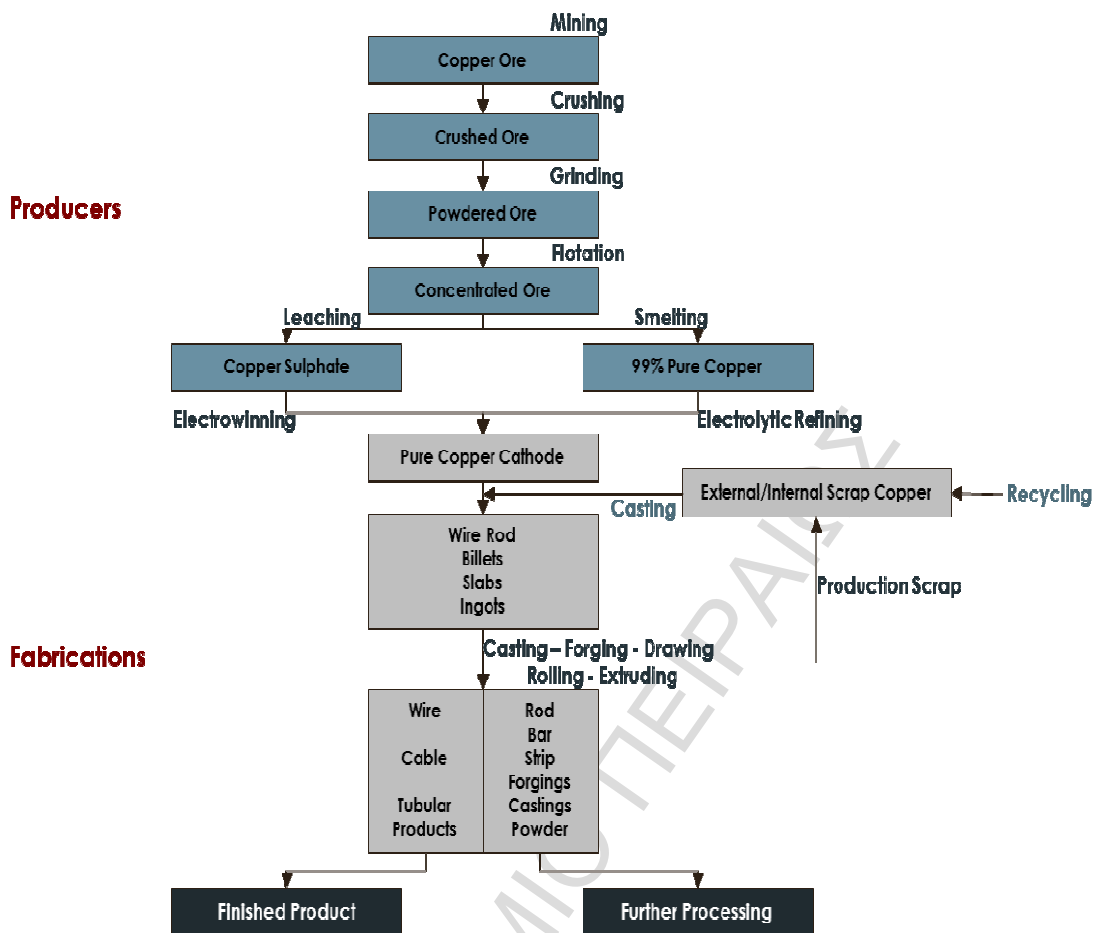 Mining
Copper Ore
Crushing
Crushed Ore
Grinding
Producers
Powdered Ore
Flotation
Concentrated Ore
Leaching
Smelting
Copper Sulphate
99% Pure Copper
Electrowinning
Electrolytic Refining
Pure Copper Cathode
External/Internal Scrap Copper
Recycling
Casting
Wire Rod
Billets
Slabs
Ingots
Production Scrap
Fabrications
Casting – Forging - Drawing
Rolling - Extruding
Wire
Cable
Tubular
Products
Rod
Bar
Strip
Forgings
Castings
Powder
Finished Product
Further Processing
ΜΙΟ ΠΕΙΡΑΙΩΣ